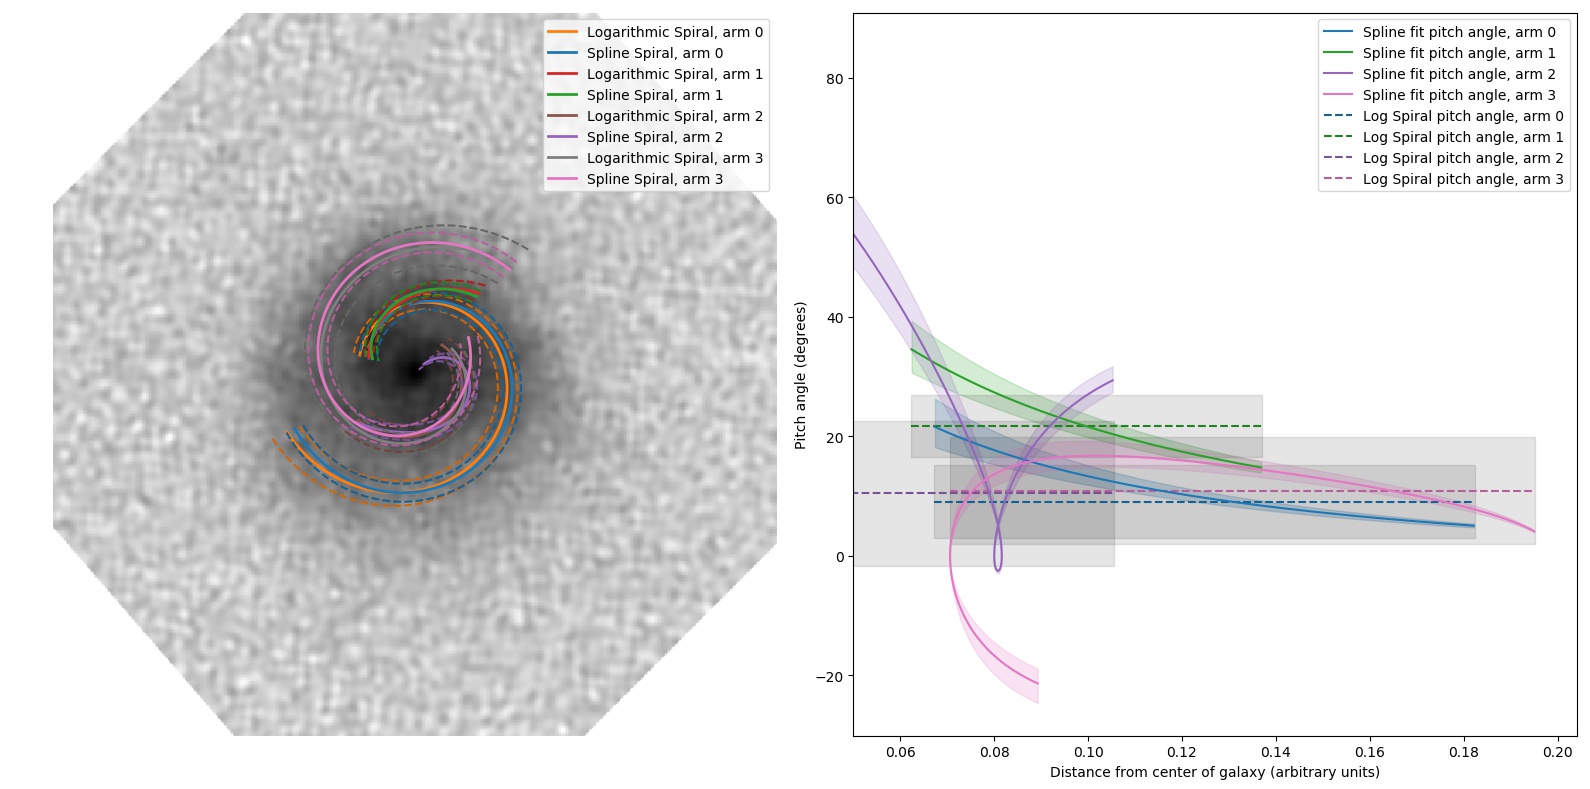 Logarithmic Spiral, arm 0
Spline Spiral, arm 0
Logarithmic Spiral, arm 1
Spline Spiral, arm 1
Logarithmic Spiral, arm 2
Spline Spiral, arm 2
Logarithmic Spiral, arm 3
Spline Spiral, arm 3
Spline fit pitch angle, arm 0
Spline fit pitch angle, arm 1
Spline fit pitch angle, arm 2
Spline fit pitch angle, arm 3
Log Spiral pitch angle, arm 0
Log Spiral pitch angle, arm 1
Log Spiral pitch angle, arm 2
Log Spiral pitch angle, arm 3
Pitch angle (degrees)
80
60
40
20
0
−20
0.06 0.08 0.10 0.12 0.14 0.16 0.18 0.20
Distance from center of galaxy (arbitrary units)